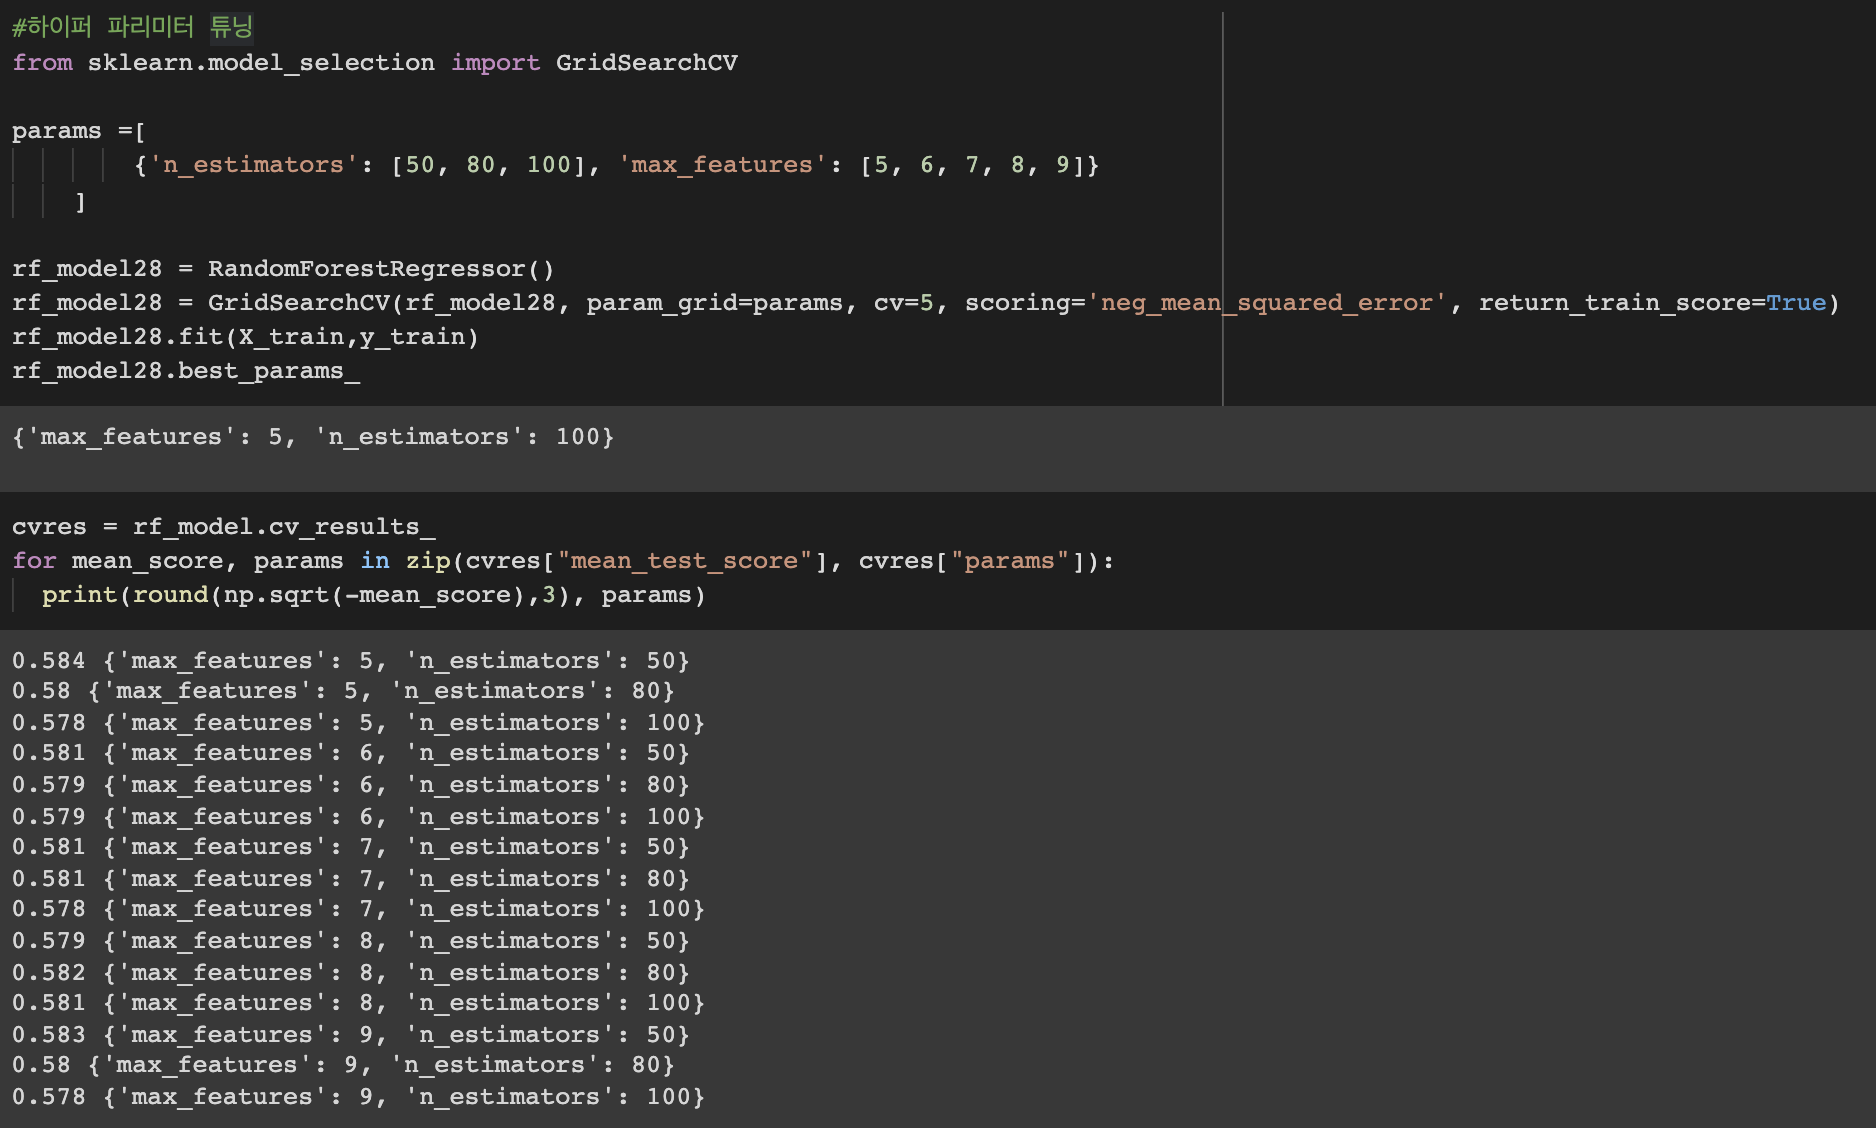 #하이퍼 파리미터 튜닝
from sklearn.model_selection import GridSearchCV
params =[
{'n_estimators': [50, 80, 100], 'max_features': [5, 6, 7, 8, 9]}
]
rf_model28 = RandomForestRegressor()
rf_model28 = GridSearchCV(rf_model28, param_grid=params, cv=5, scoring='neg_mean_squared_error', return_train_score=True)
rf_model28.fit(X_train,y_train)
rf_model28.best_params_
{'max_features': 5, 'n_estimators': 100}
cvres = rf_model.cv_results_
for mean_score, params in zip(cvres["mean_test_score"], cvres["params"]):
print(round(np.sqrt(-mean_score),3), params)
0.584 {'max_features': 5, 'n_estimators': 50}
0.58 {'max_features': 5, 'n_estimators': 80}
0.578 {'max_features': 5, 'n_estimators': 100}
0.581 {'max_features': 6, 'n_estimators': 50}
0.579 {'max_features': 6, 'n_estimators': 80}
0.579 {'max_features': 6, 'n_estimators': 100}
0.581 {'max_features': 7, 'n_estimators': 50}
0.581 {'max_features': 7, 'n_estimators': 80}
0.578 {'max_features': 7, 'n_estimators': 100}
0.579 {'max_features': 8, 'n_estimators': 50}
0.582 {'max_features': 8, 'n_estimators': 80}
0.581 {'max_features': 8, 'n_estimators': 100}
0.583 {'max_features': 9, 'n_estimators': 50}
0.58 {'max_features': 9, 'n_estimators': 80}
0.578 {'max_features': 9, 'n_estimators': 100}